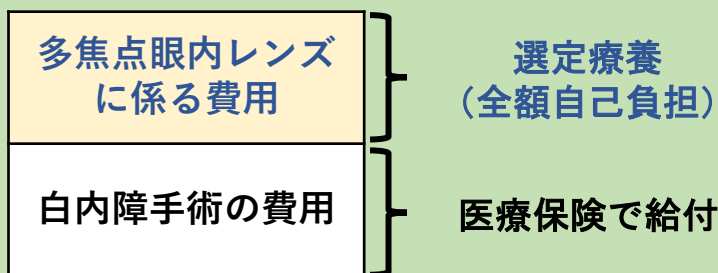 多焦点眼内レンズ
に係る費用
選定療養
（全額自己負担）
白内障手術の費用
医療保険で給付